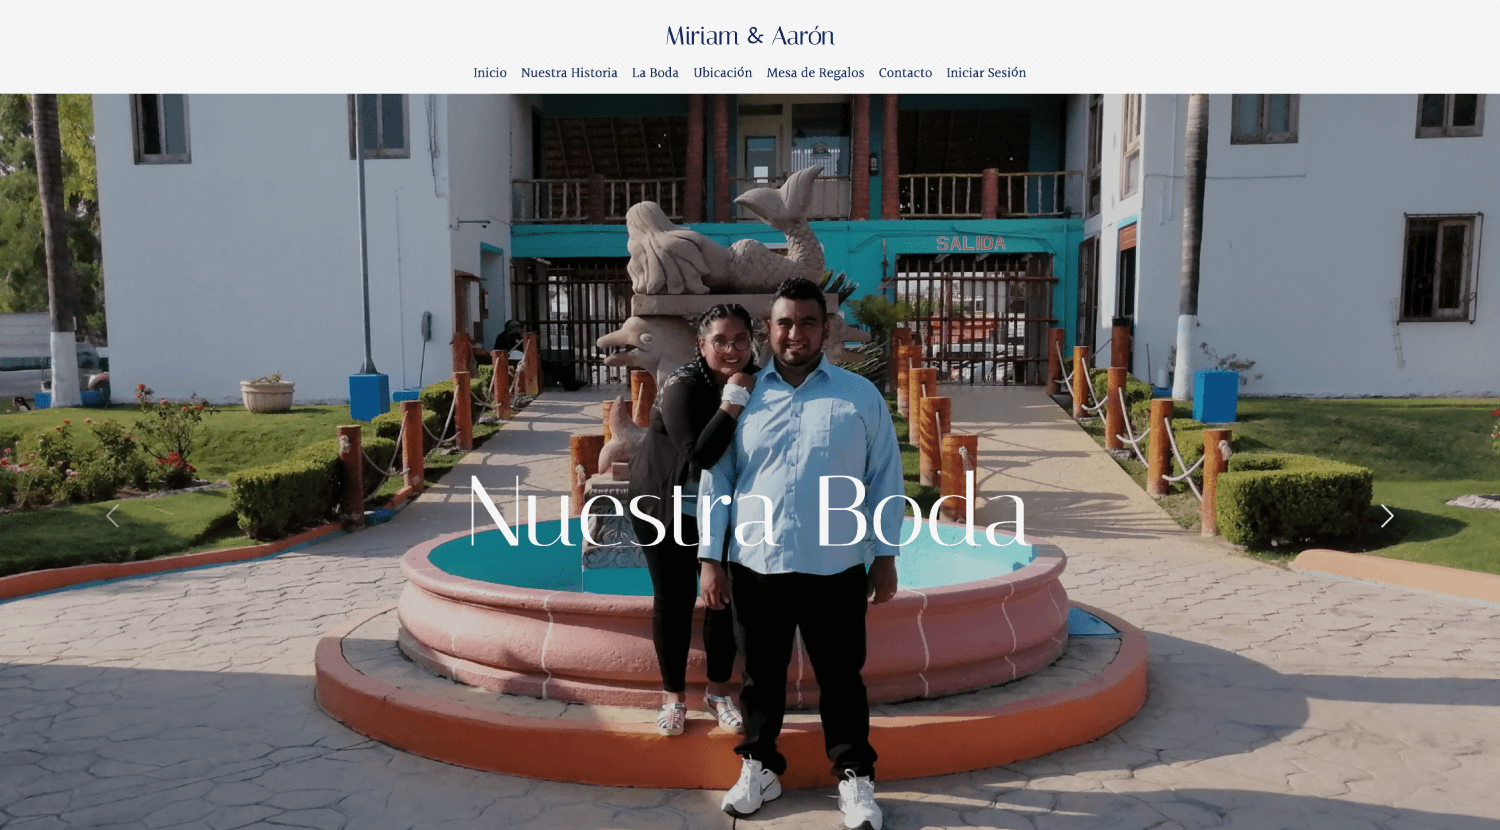 Miriam & Aarón
Inicio Nuestra Historia La Boda Ubicación Mesa de Regalos Contacto Iniciar Sesión
SALIDA
Nuestra Boda